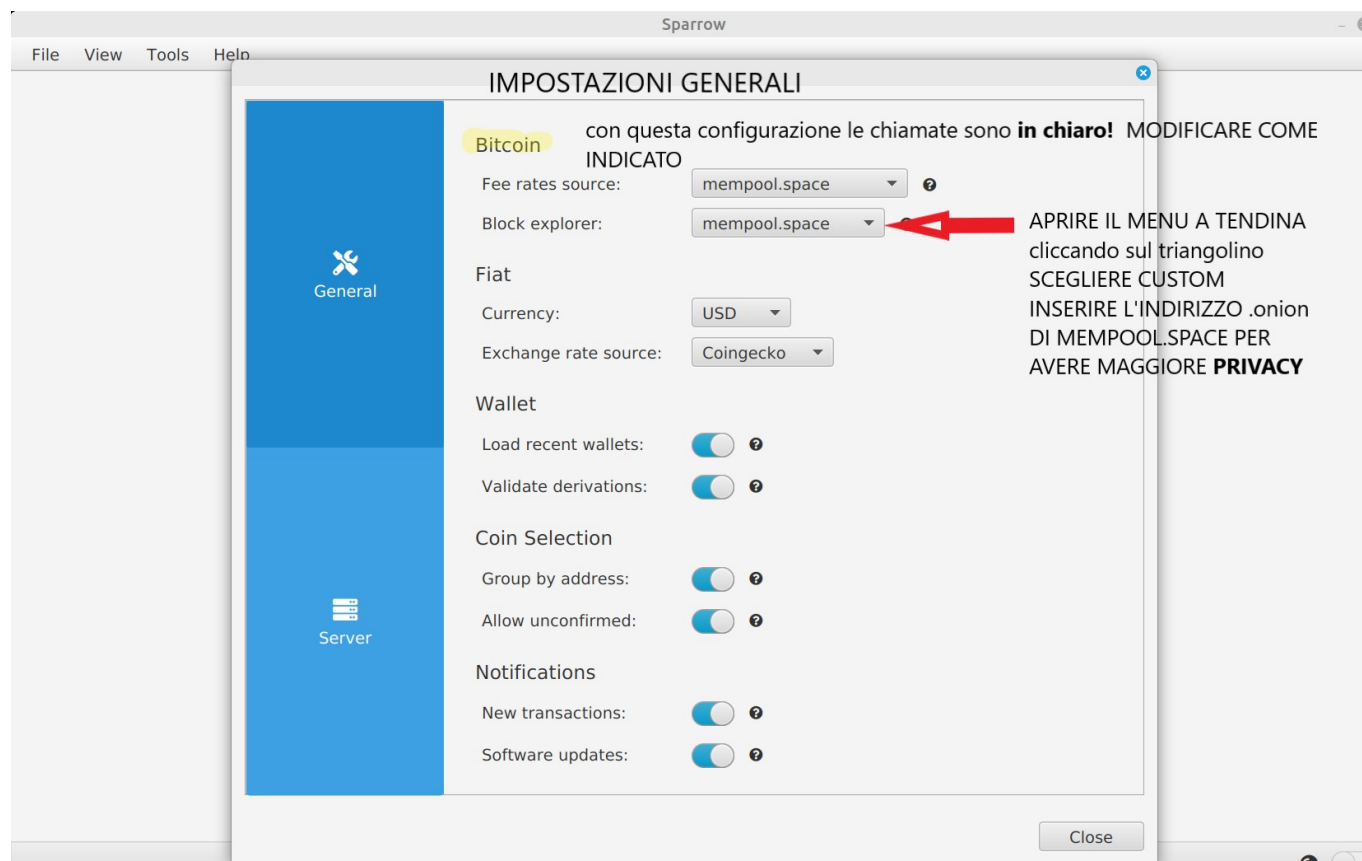 Sparrow
File View Tools Help
IMPOSTAZIONI GENERALI
Bitcoin
con questa configurazione le chiamate sono in chiaro! MODIFICARE COME
INDICATO
Fee rates source: mempool.space
Block explorer: mempool.space
APRIRE IL MENU A TENDINA
cliccando sul triangolino
SCEGLIERE CUSTOM
INSERIRE L'INDIRIZZO .onion
DI MEMPOOL.SPACE PER
AVERE MAGGIORE PRIVACY
General
Fiat
Currency: USD
Exchange rate source: Coingecko
Wallet
Load recent wallets:
Validate derivations:
Coin Selection
Group by address:
Allow unconfirmed:
Server
Notifications
New transactions:
Software updates:
Close